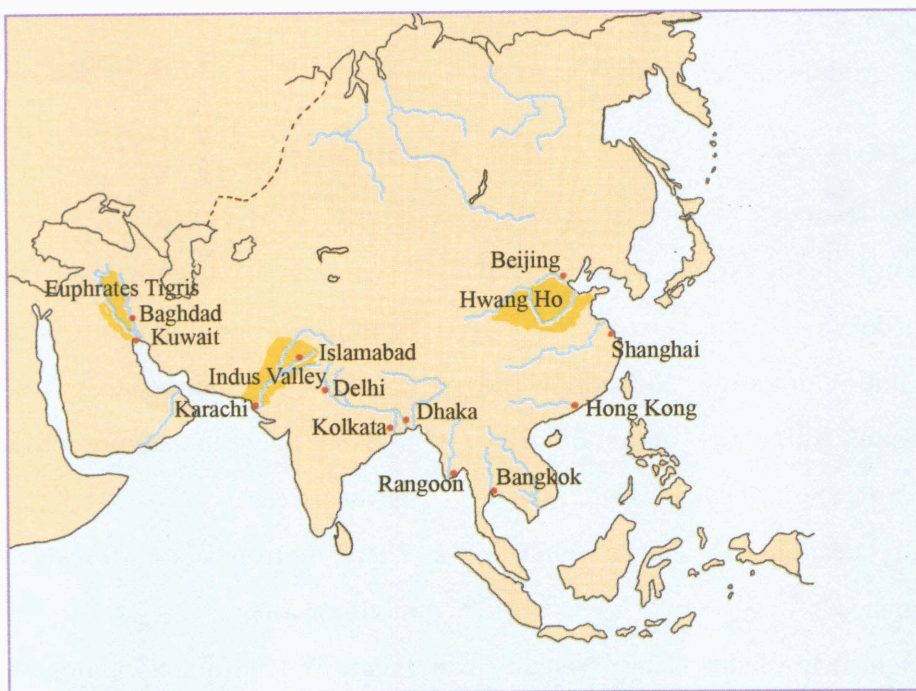 Beijing
Hwang Ho
Euphrates Tigris
Baghdad
Kuwait
Shanghai
Islamabad
Indus Valley
Delhi
Karachi
Dhaka
Hong Kong
Kolkata
Rangoon
Bangkok